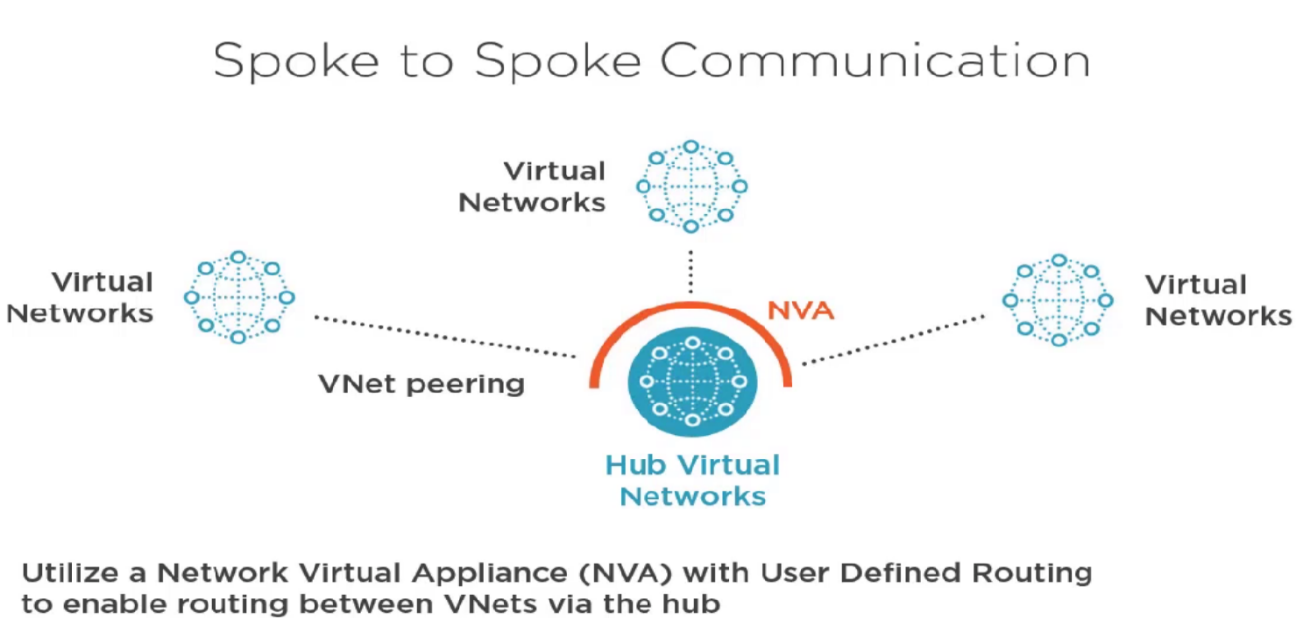 Spoke to Spoke Communication
Virtual
Networks
Virtual
Networks
Virtual
Networks
NVA
VNet peering
Hub Virtual
Networks
Utilize a Network Virtual Appliance (NVA) with User Defined Routing
to enable routing between VNets via the hub